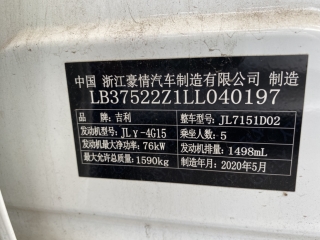 中国 浙江豪情汽车制造有限公司 制造
LB37522Z1LL040197
品牌：吉利 整车型号：JL7151D02
发动机型号：JLγ-4G15 乘坐人数：5
发动机最大净功率：76kW 发动机排量：1498mL
最大允许总质量：1590kg 制造年月：2020年5月